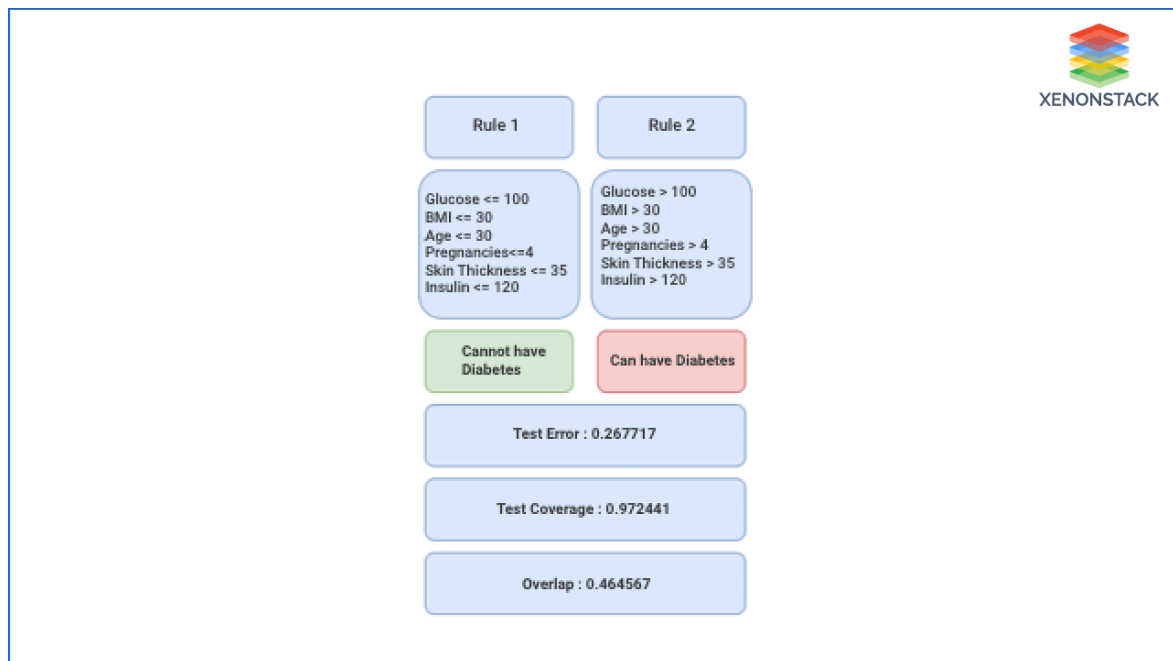 XENONSTACK
Rule 1
Rule 2
Glucose <= 100
BMI <= 30
Age <= 30
Pregnancies<=4
Skin Thickness <= 35
Insulin <= 120
Glucose > 100
BMI > 30
Age > 30
Pregnancies > 4
Skin Thickness > 35
Insulin > 120
Cannot have
Diabetes
Can have Diabetes
Test Error : 0.267717
Test Coverage : 0.972441
Overlap : 0.464567